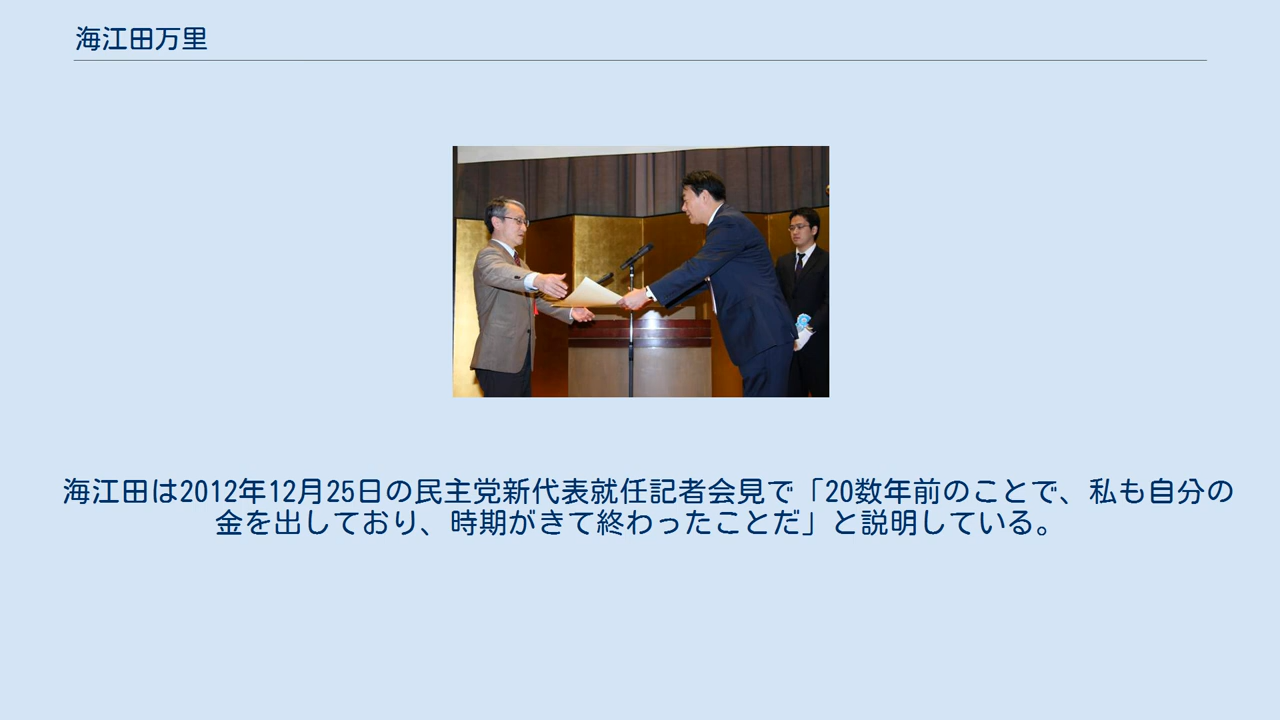 海江田万里
海江田は2012年12月25日の民主党新代表就任記者会見で「20数年前のことで、私も自分の
金を出しており、時期がきて終わったことだ」と説明している。